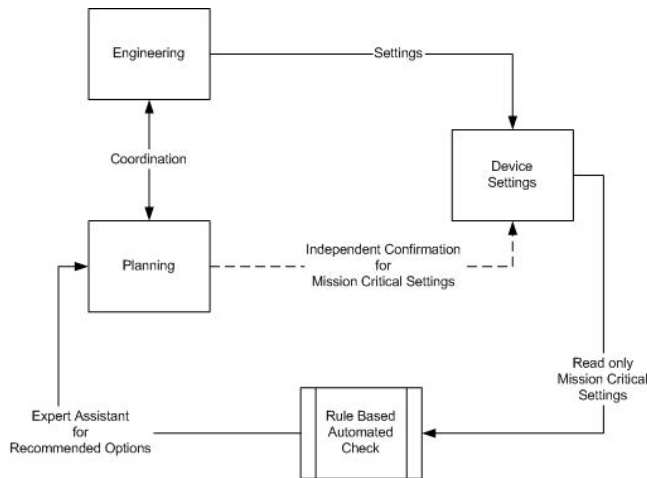 Engineering
Settings
Coordination
Device
Settings
Planning
Independent Confirmation
for
Mission Critical Settings
Read only
Mission Critical
Settings
Expert Assistant
for
Recommended Options
Rule Based
Automated
Check